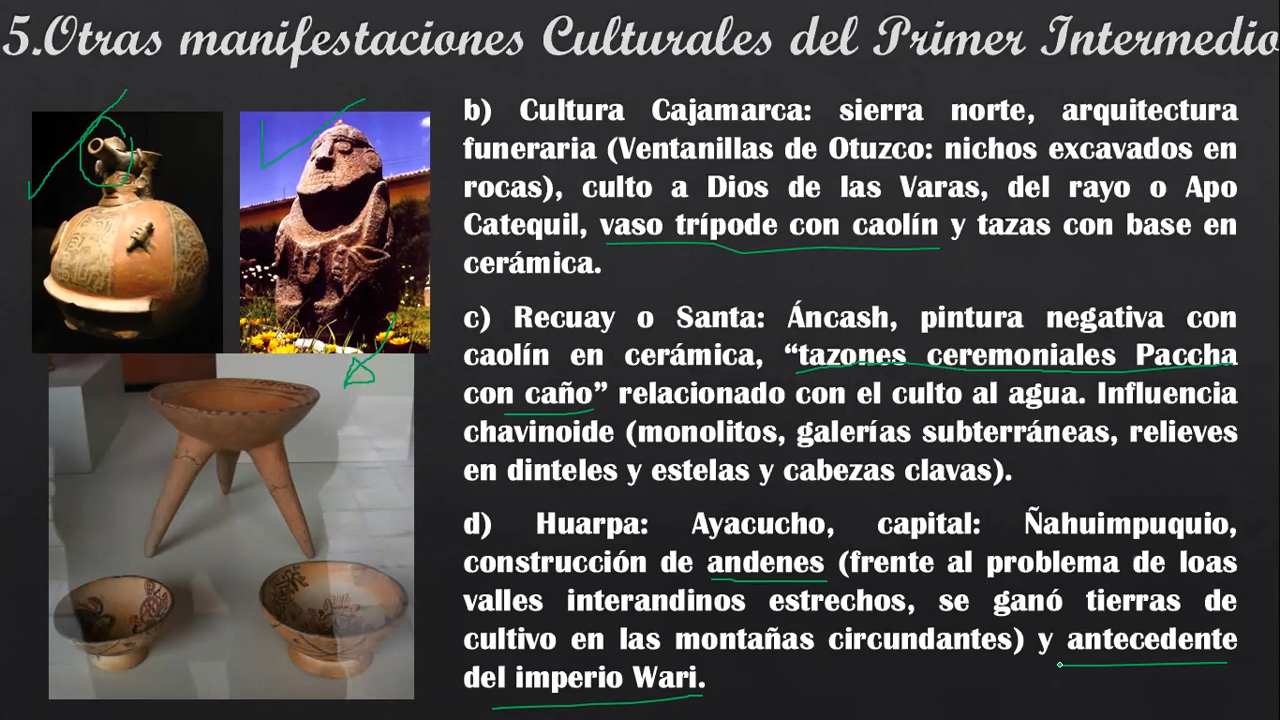 5.Otras manifestaciones Culturales del Primer Intermedio
b) Cultura Cajamarca: sierra norte, arquitectura
funeraria (Ventanillas de Otuzco: nichos excavados en
rocas), culto a Dios de las Varas, del rayo o Apo
Catequil, vaso trípode con caolín y tazas con base en
cerámica.
c) Recuay o Santa: Áncash, pintura negativa con
caolín en cerámica, “tazones ceremoniales Paccha
con caño” relacionado con el culto al agua. Influencia
chavinoide (monolitos, galerías subterráneas, relieves
en dinteles y estelas y cabezas clavas).
d) Huarpa: Ayacucho, capital: Ñahuimpuquio,
construcción de andenes (frente al problema de loas
valles interandinos estrechos, se ganó tierras de
cultivo en las montañas circundantes) y antecedente
del imperio Wari.